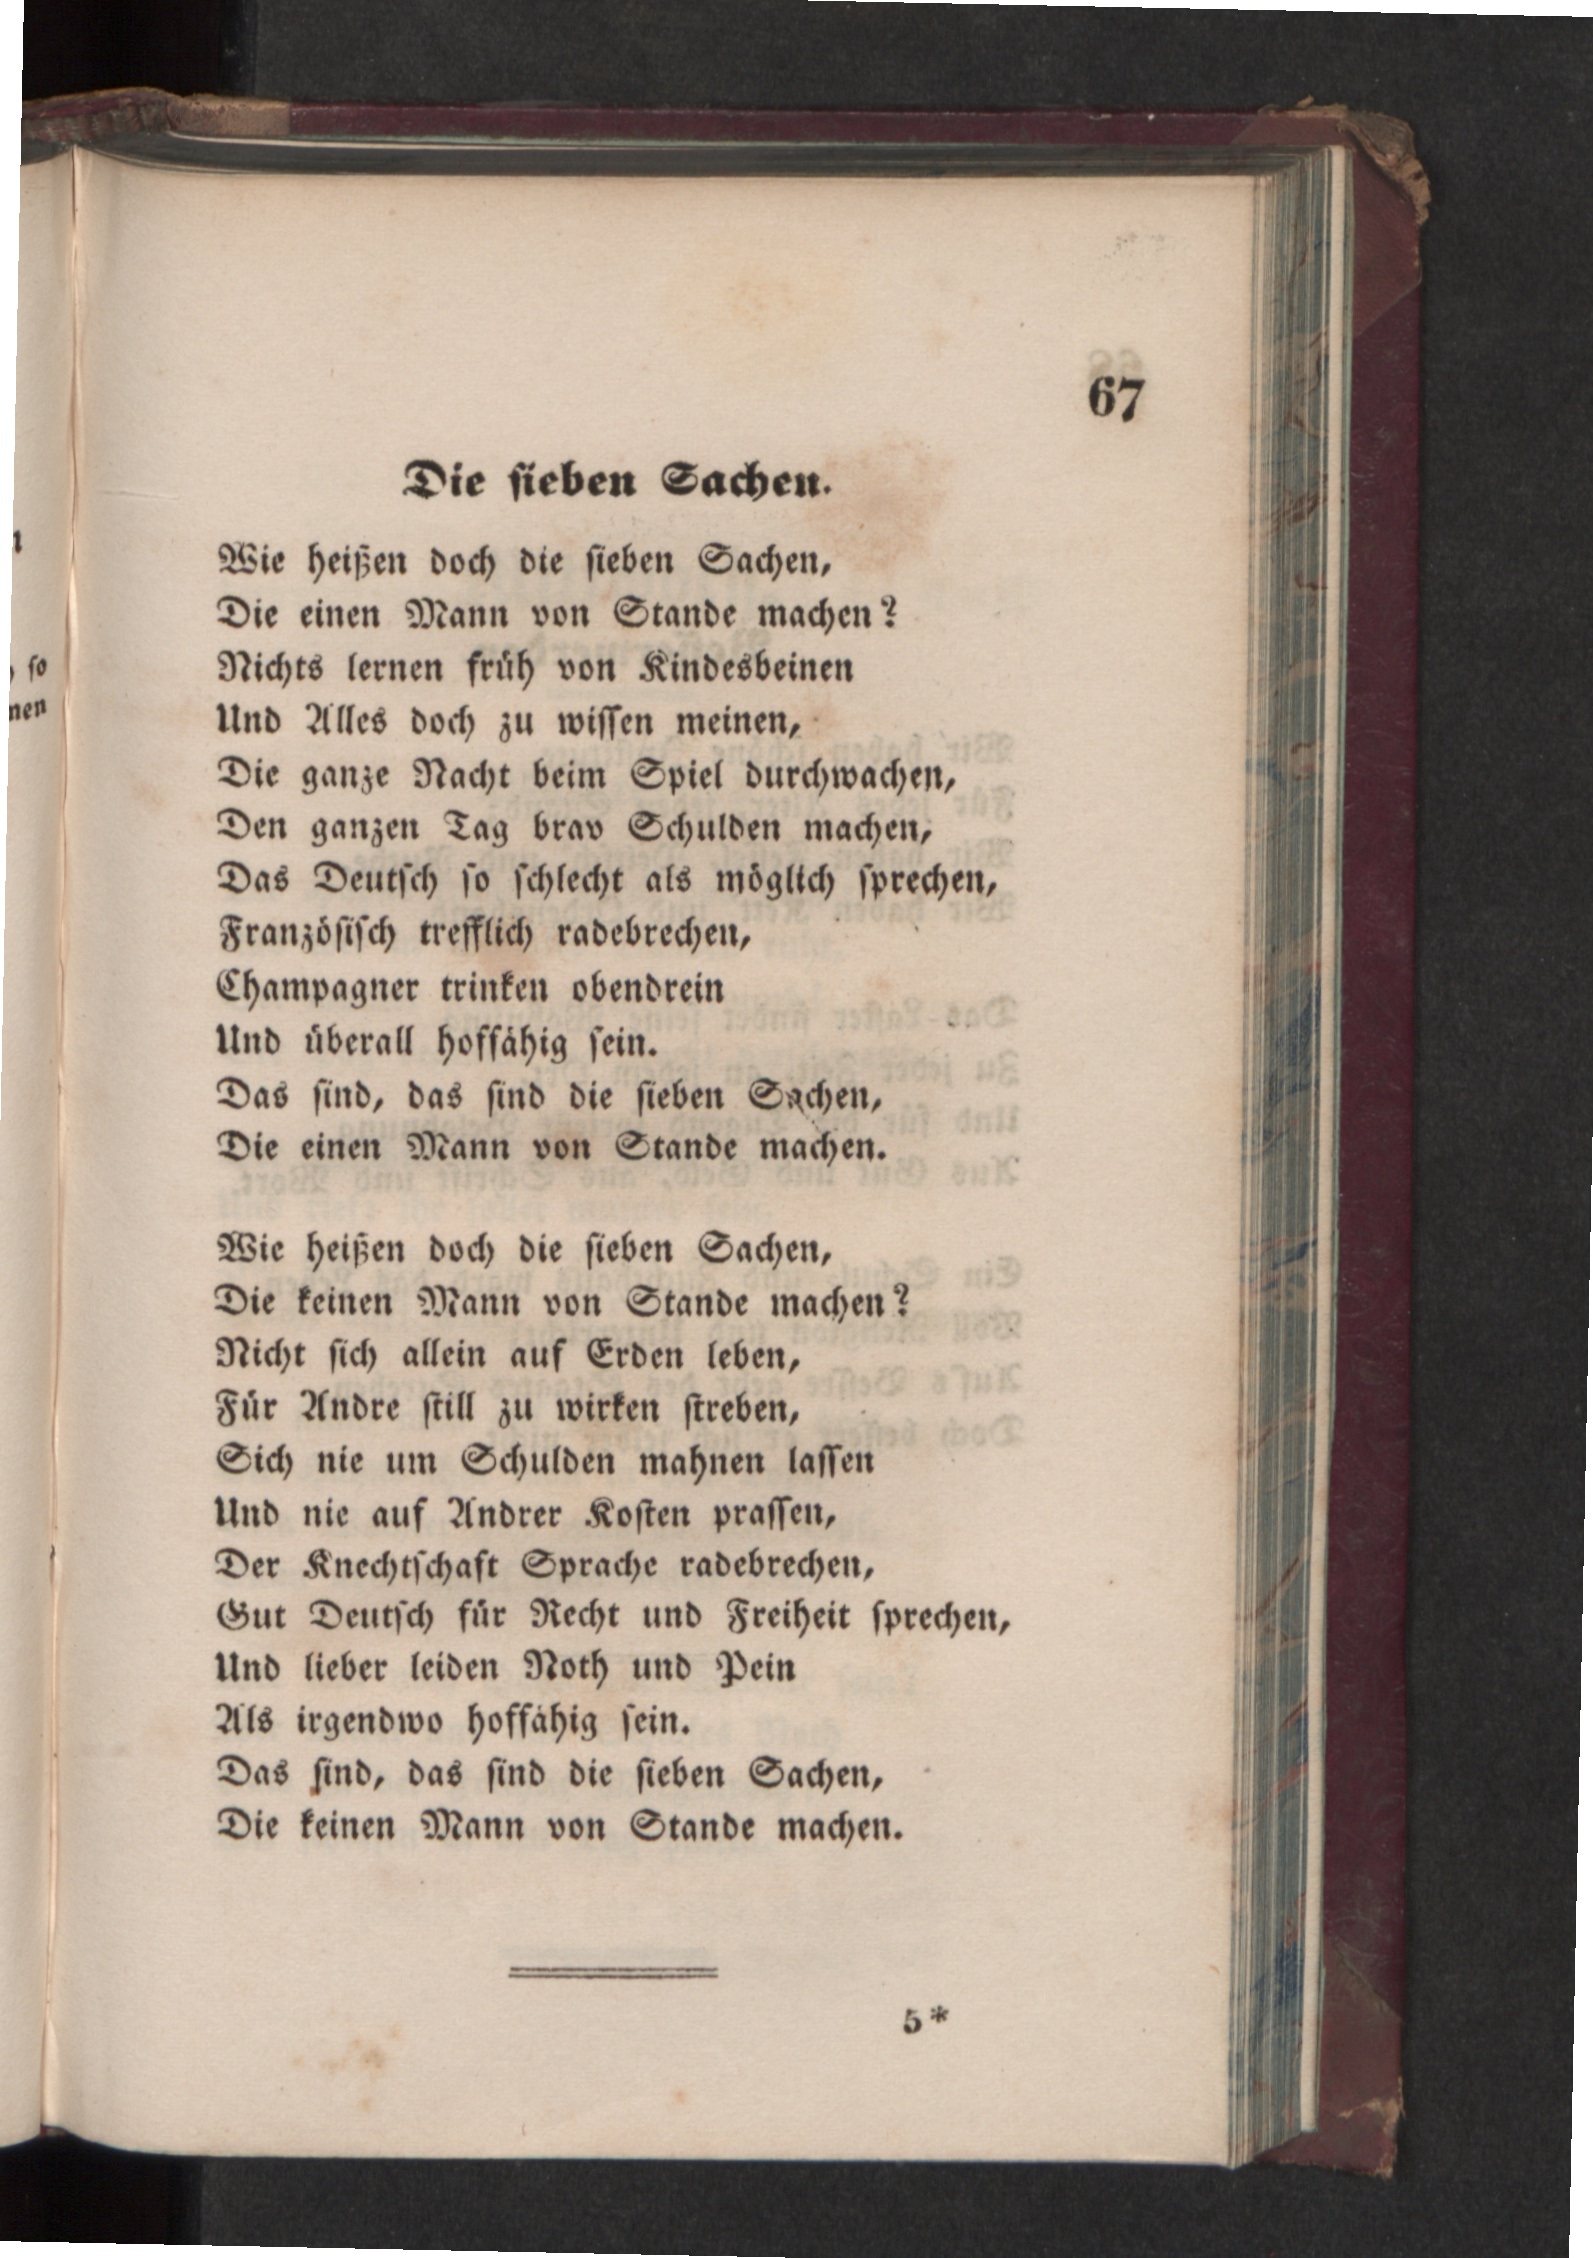 67
Die sieben Sachen.
Wie heißen doch die sieben Sachen,
Die einen Mann von Stande machen?
Nichts lernen früh von Kindesbeinen
Und Alles doch zu wissen meinen,
Die ganze Nacht beim Spiel durchwachen,
Den ganzen Tag brav Schulden machen,
Das Deutsch so schlecht als möglich sprechen,
Französisch trefflich radebrechen,
Champagner trinken obendrein
Und überall hoffähig sein.
Das sind, das sind die sieben Sachen,
Die einen Mann von Stande machen.
Wie heißen doch die sieben Sachen,
Die keinen Mann von Stande machen?
Nicht sich allein auf Erden leben,
Für Andre still zu wirken streben,
Sich nie um Schulden mahnen lassen
Und nie auf Andrer Kosten prassen,
Der Knechtschaft Sprache radebrechen,
Gut Deutsch für Recht und Freiheit sprechen,
Und lieber leiden Noth und Pein
Als irgendwo hoffähig sein.
Das sind, das sind die sieben Sachen,
Die keinen Mann von Stande machen.
5*